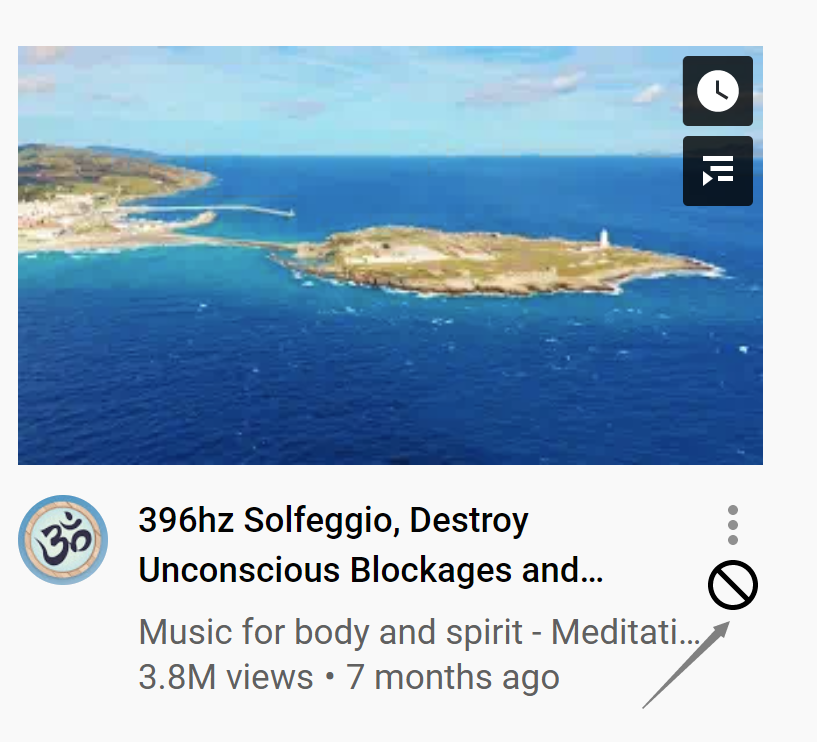 396hz Solfeggio, Destroy
Unconscious Blockages and...
Music for body and spirit - Meditati...
3.8M views • 7 months ago